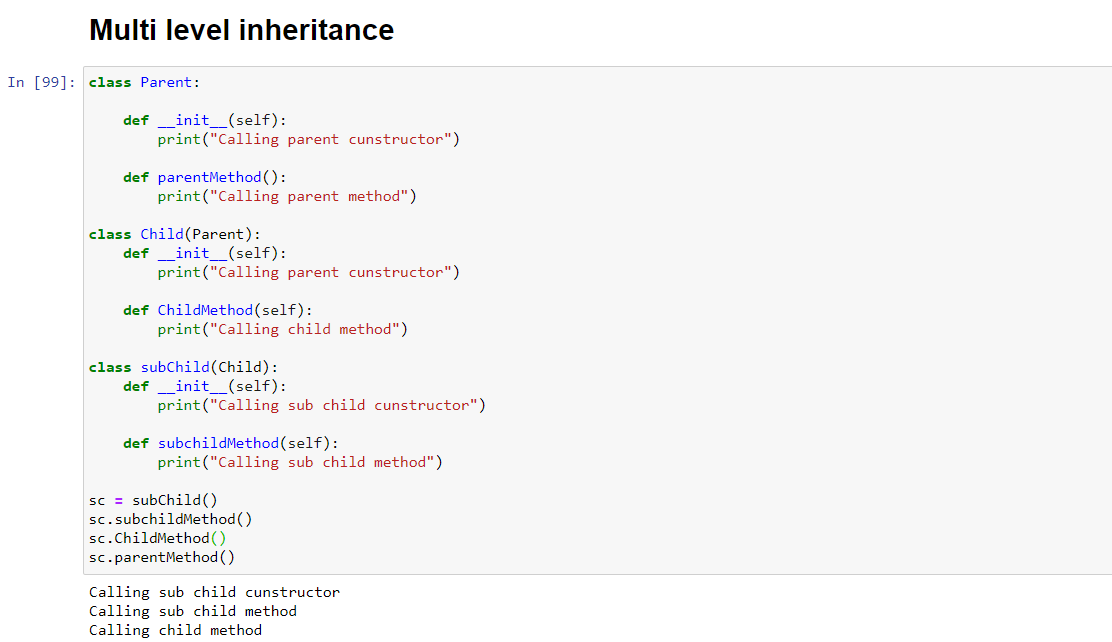 Multi level inheritance
In [99]: class Parent:
def __init__(self):
print("Calling parent cunstructor")
def parentMethod():
print("Calling parent method")
class Child(Parent):
def __init__(self):
print("Calling parent cunstructor")
def ChildMethod(self):
print("Calling child method")
class subChild(Child):
def __init__(self):
print("Calling sub child cunstructor")
def subchildMethod(self):
print("Calling sub child method")
sc = subChild()
sc.subchildMethod()
sc.ChildMethod()
sc.parentMethod()
Calling sub child cunstructor
Calling sub child method
Calling child method